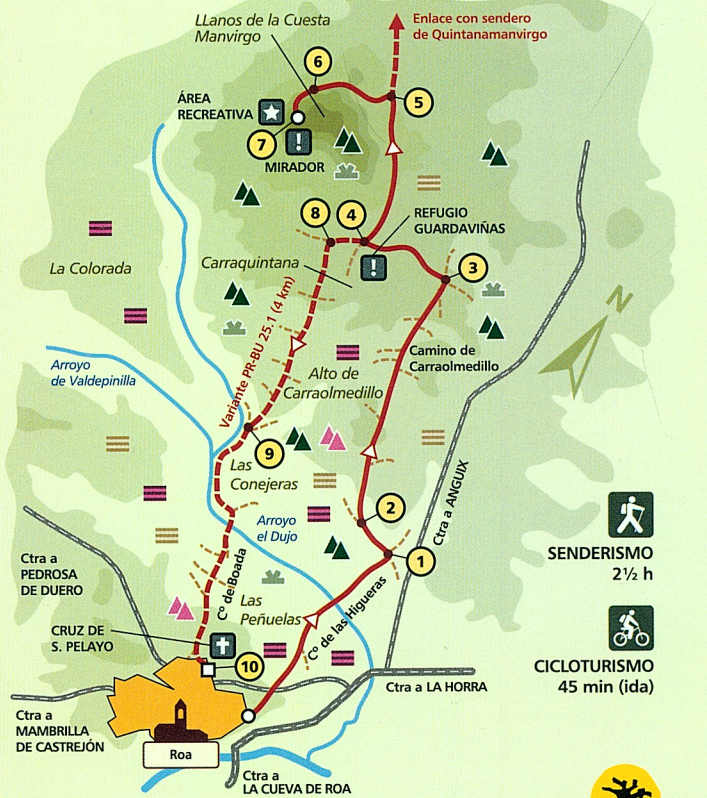 LLanos de la Cuesta
Manvirgo
Enlace con sendero
de Quintanamanvirgo
6
ÁREA
RECREATIVA
5
7
!
MIRADOR
8
4
REFUGIO
GUARDAVIÑAS
!
3
Carraquintana
La Colorada
N
Variante PR-BU 25.1 (4 km)
Camino de
Carraolmedillo
Arroyo
de Valdepinilla
Alto de
Carraolmedillo
9
Las
Conejeras
2
Ctra a ANGUIX
Arroyo
el Dujo
1
SENDERISMO
2½ h
Ctra a
PEDROSA
DE DUERO
Cº de Boada
Las
Peñuelas
Cº de las Higueras
CRUZ DE
S. PELAYO
10
CICLOTURISMO
45 min (ida)
Ctra a LA HORRA
Ctra a
MAMBRILLA
DE CASTREJÓN
Roa
Ctra a
LA CUEVA DE ROA